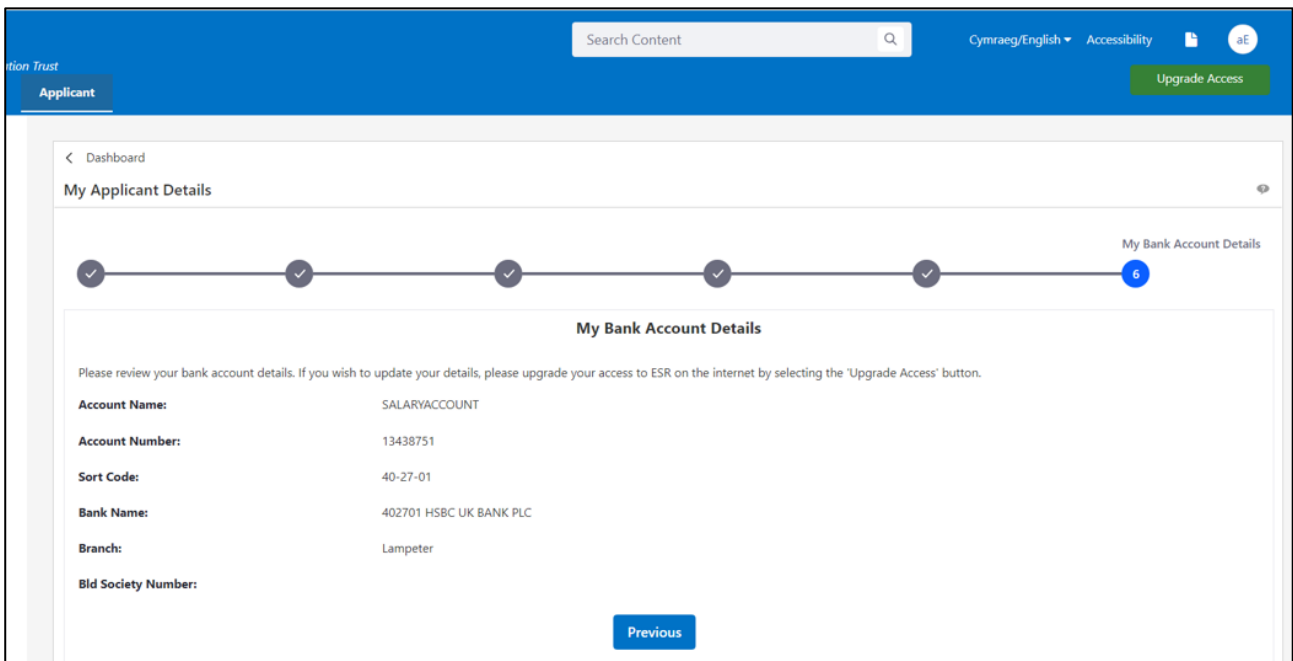 Search Content
Cymraeg/English
Accessibility
aE
tion Trust
Upgrade Access
Applicant
Dashboard
My Applicant Details
My Bank Account Details
6
My Bank Account Details
Please review your bank account details. If you wish to update your details, please upgrade your access to ESR on the internet by selecting the 'Upgrade Access' button.
Account Name: SALARYACCOUNT
Account Number: 13438751
Sort Code: 40-27-01
Bank Name: 402701 HSBC UK BANK PLC
Branch: Lampeter
Bld Society Number:
Previous